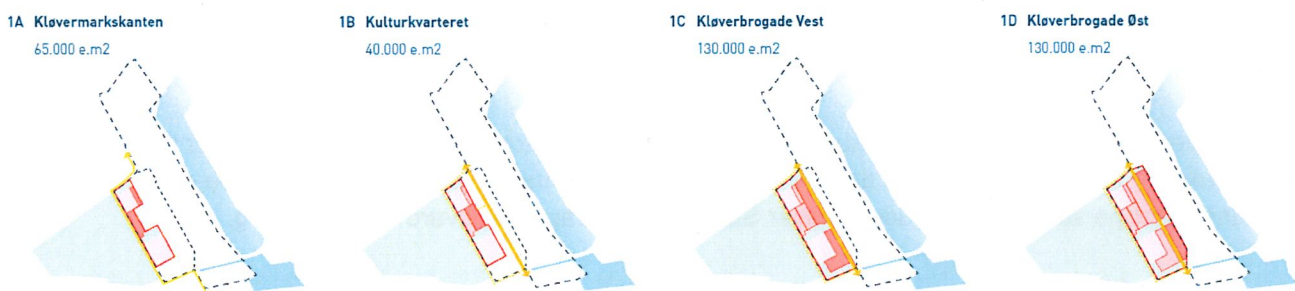 1A Kløvermarkskanten
65.000 e.m2
1B Kulturkvarteret
40.000 e.m2
1C Kløverbrogade Vest
130.000 e.m2
1D Kløverbrogade Øst
130.000 e.m2